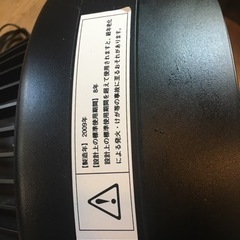 【製造年】2009年
【設計上の標準使用期間】8年
設計上の標準使用期間を超えて使用されますと、経年劣化
による発火・けが等の事故に至るおそれがあります。